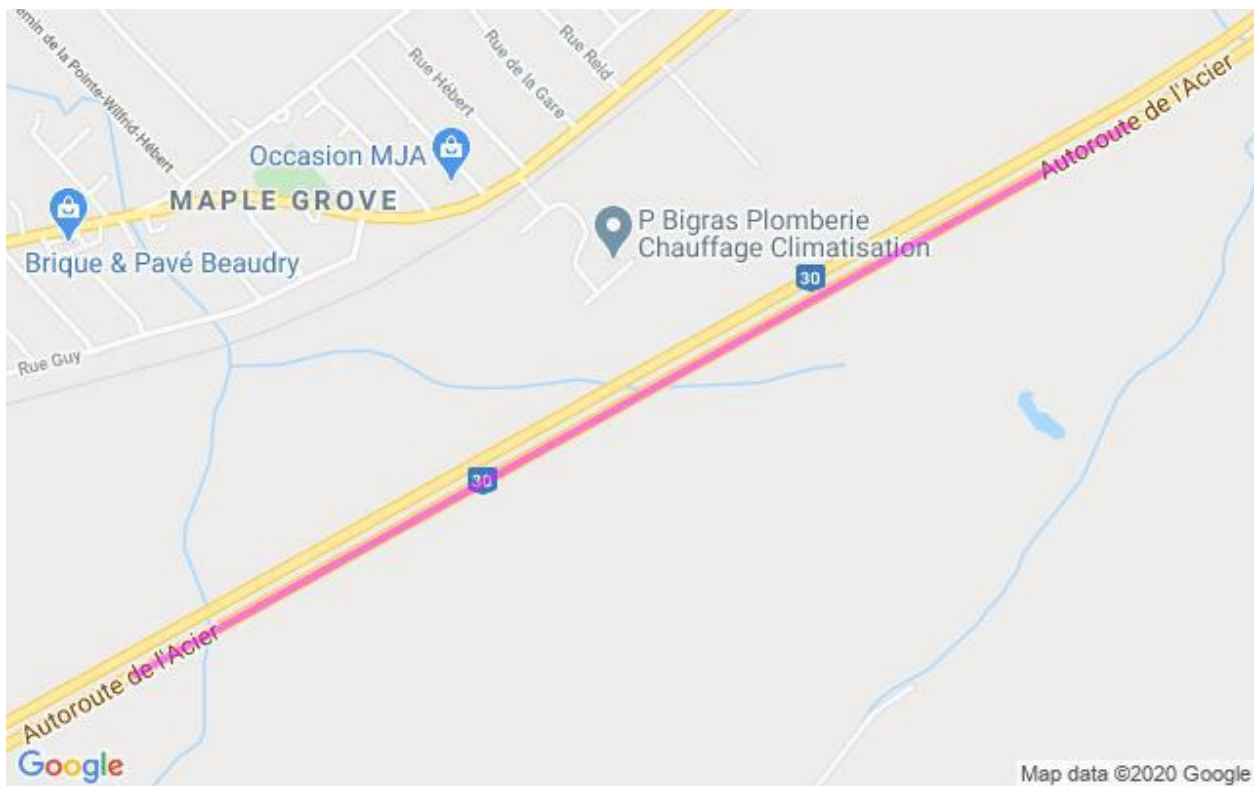 emin de la Pointe-Wilfrid-Hébert
Rue Hébert
Rue de la Gare
Rue Reid
Autoroute de l'Acier
Occasion MJA
MAPLE GROVE
Brique & Pavé Beaudry
P Bigras Plomberie
Chauffage Climatisation
30
Rue Guy
30
Autoroute de l'Acier
Google
Map data ©2020 Google